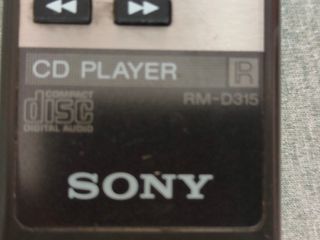 CD PLAYER R
COMPACT
disc
DIGITAL AUDIO
RM-D315
SONY